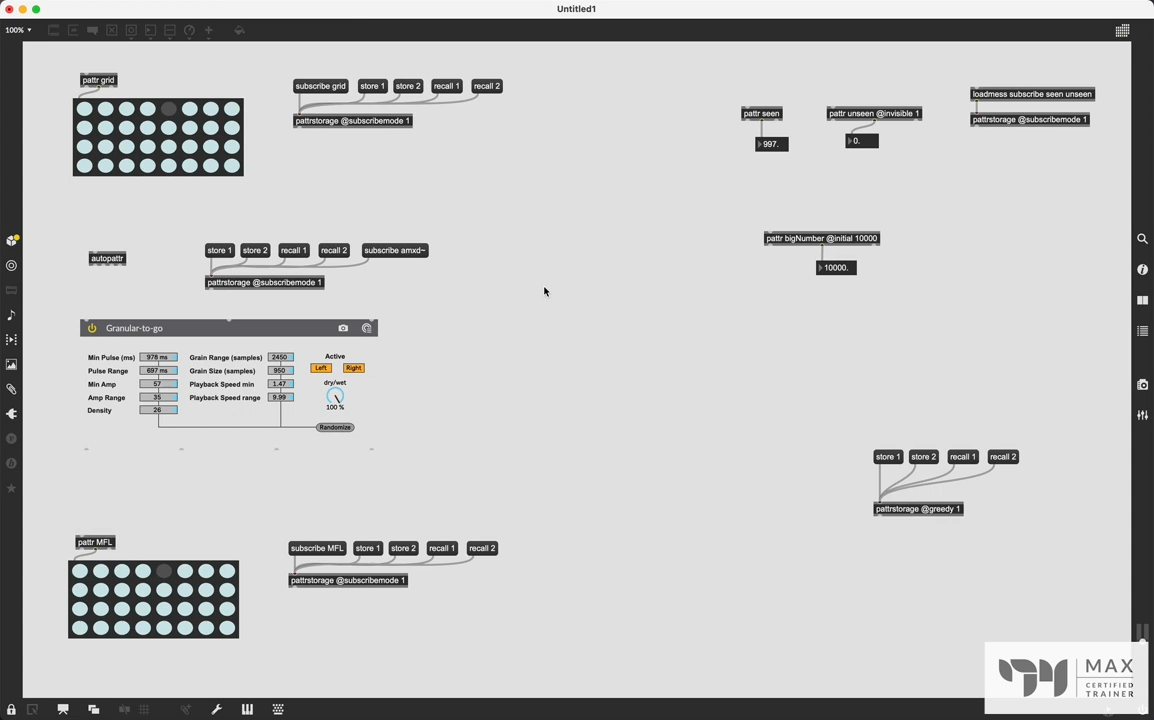 Untitled1
100%
pattr grid
subscribe grid
store 1
store 2
recall 1
recall 2
pattrstorage @subscribemode 1
pattr seen
997.
pattr unseen @invisible 1
0.
loadmess subscribe seen unseen
pattrstorage @subscribemode 1
autopattr
store 1
store 2
recall 1
recall 2
subscribe amxd~
pattrstorage @subscribemode 1
pattr bigNumber @initial 10000
10000.
Granular-to-go
Min Pulse (ms)
978 ms
Pulse Range
697 ms
Min Amp
57
Amp Range
35
Density
26
Grain Range (samples)
2450
Grain Size (samples)
950
Playback Speed min
1.47
Playback Speed range
9.99
Active
Left
Right
dry/wet
100 %
Randomize
store 1
store 2
recall 1
recall 2
pattrstorage @greedy 1
pattr MFL
subscribe MFL
store 1
store 2
recall 1
recall 2
pattrstorage @subscribemode 1
MAX
CERTIFIED
TRAINER